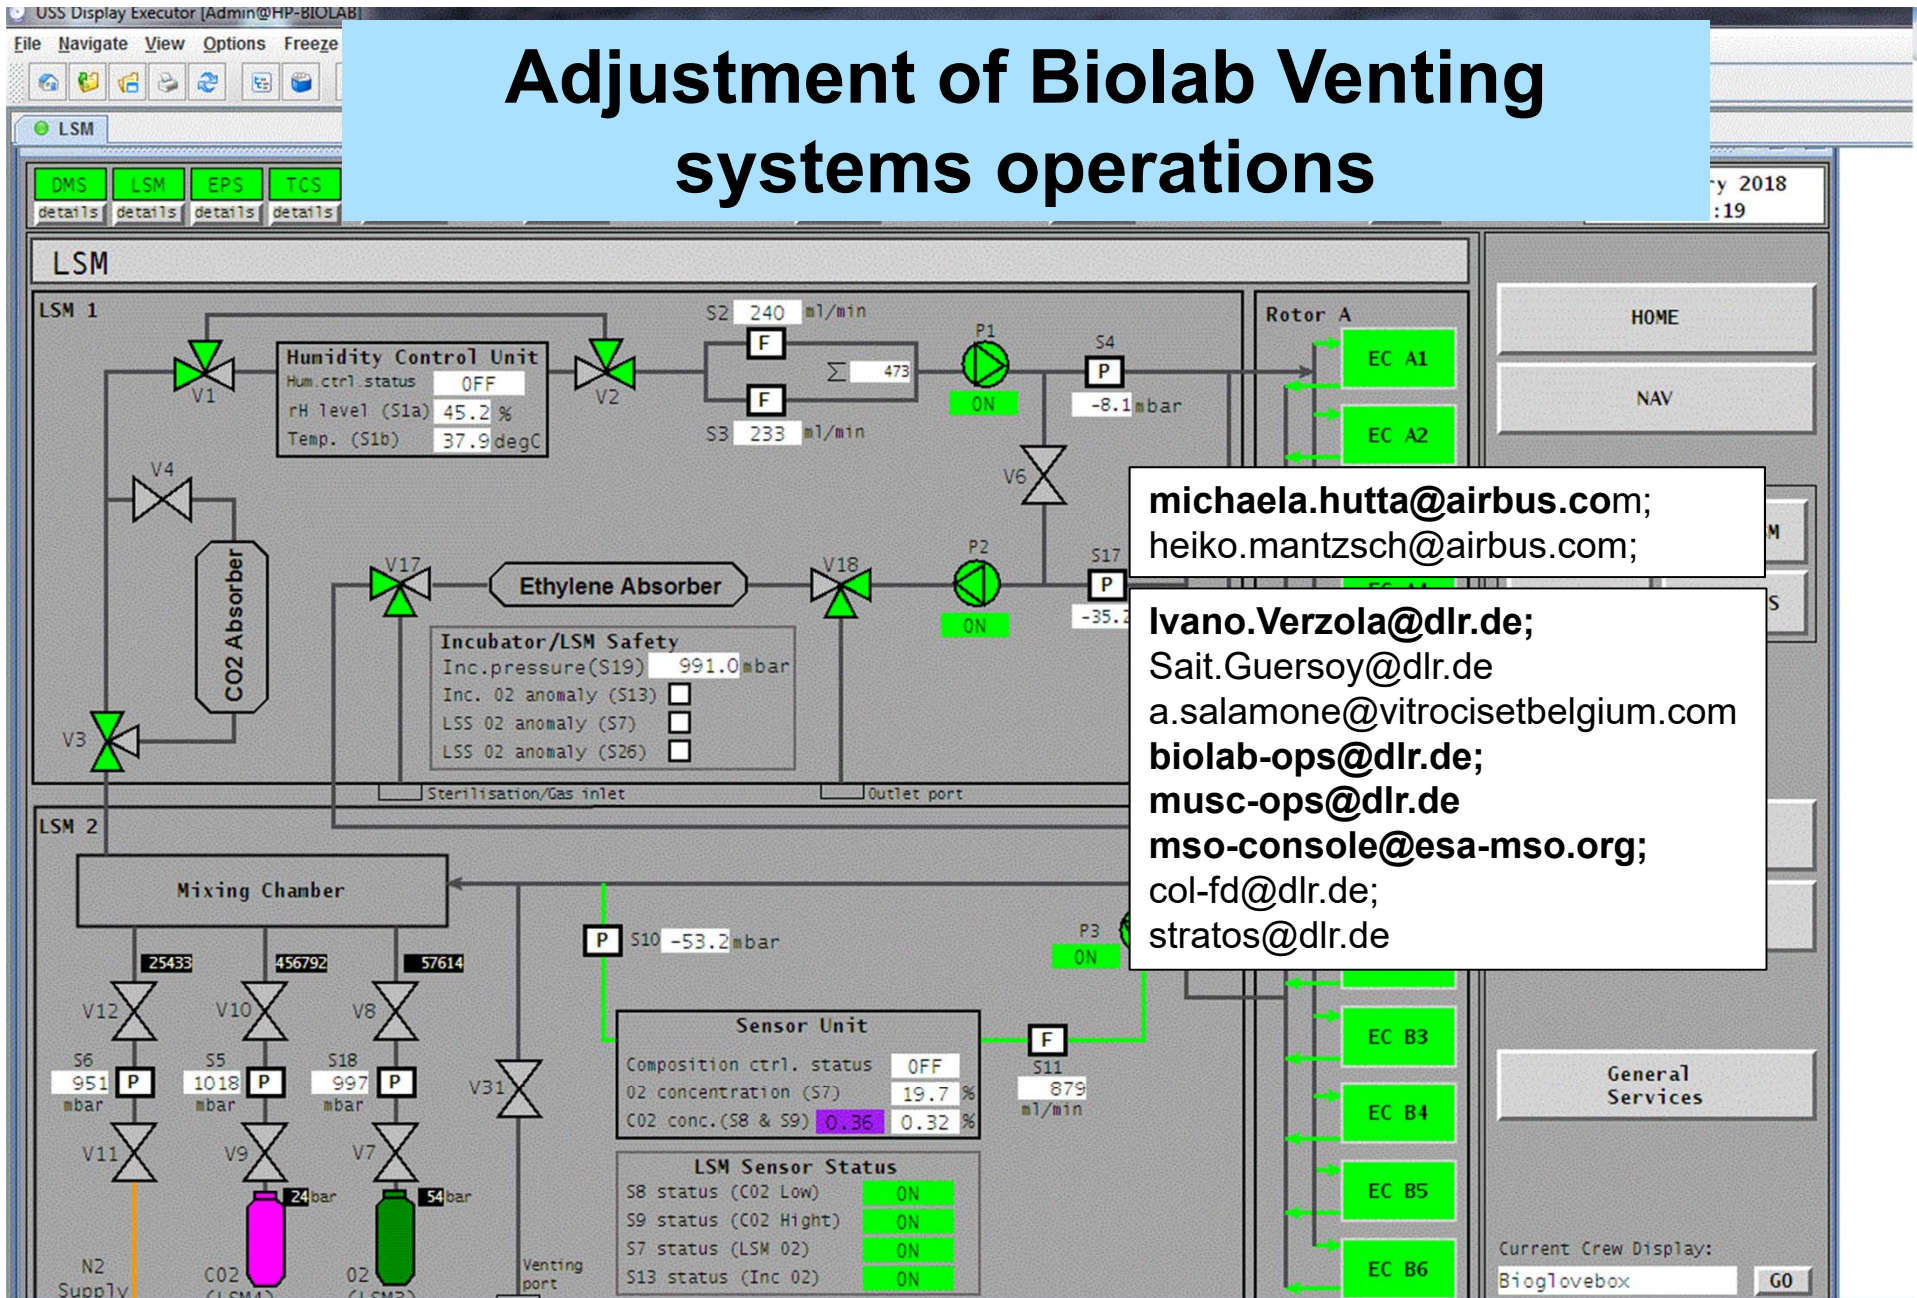 USS Display Executor [Admin@HP-BIOLAB]
File Navigate View Options Freeze
Adjustment of Biolab Venting
systems operations
LSM
DMS LSM EPS TCS
details details details details
y 2018
:19
LSM
LSM 1
S2 240 ml/min
F
Humidity Control Unit
Hum.ctrl.status OFF
rH level (S1a) 45.2 %
Temp. (S1b) 37.9 degC
V1
V2
Σ 473
F
S3 233 ml/min
P1
ON
S4
P
-8.1 mbar
Rotor A
EC A1
EC A2
HOME
NAV
V4
V6
CO2 Absorber
V17
Ethylene Absorber
V18
P2
ON
S17
P
-35.2
michaela.hutta@airbus.com;
heiko.mantzsch@airbus.com;
M
S
Ivano.Verzola@dlr.de;
Sait.Guersoy@dlr.de
a.salamone@vitrocisetbelgium.com
biolab-ops@dlr.de;
musc-ops@dlr.de
mso-console@esa-mso.org;
col-fd@dlr.de;
stratos@dlr.de
Incubator/LSM Safety
Inc.pressure(S19) 991.0 mbar
Inc. O2 anomaly (S13)
LSS O2 anomaly (S7)
LSS O2 anomaly (S26)
V3
Sterilisation/Gas inlet
Outlet port
LSM 2
Mixing Chamber
P S10 -53.2 mbar
P3
ON
25433 456792 57614
V12 V10 V8
S6 S5 S18
951 P 1018 P 997 P
mbar mbar mbar
V31
V11 V9 V7
24 bar 54 bar
N2
Supply
CO2
(LSM4)
O2
(LSM3)
Venting
port
Sensor Unit
Composition ctrl. status OFF
O2 concentration (S7) 19.7 %
CO2 conc.(S8 & S9) 0.36 0.32 %
F
S11
879
ml/min
LSM Sensor Status
S8 status (CO2 Low) ON
S9 status (CO2 Hight) ON
S7 status (LSM O2) ON
S13 status (Inc O2) ON
EC B3
EC B4
EC B5
EC B6
General
Services
Current Crew Display:
Bioglovebox GO